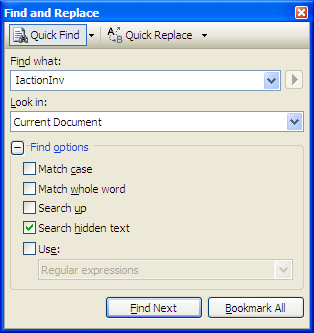 Find and Replace
Quick Find Quick Replace
Find what:
IactionInv
Look in:
Current Document
Find options
Match case
Match whole word
Search up
Search hidden text
Use:
Regular expressions
Find Next Bookmark All